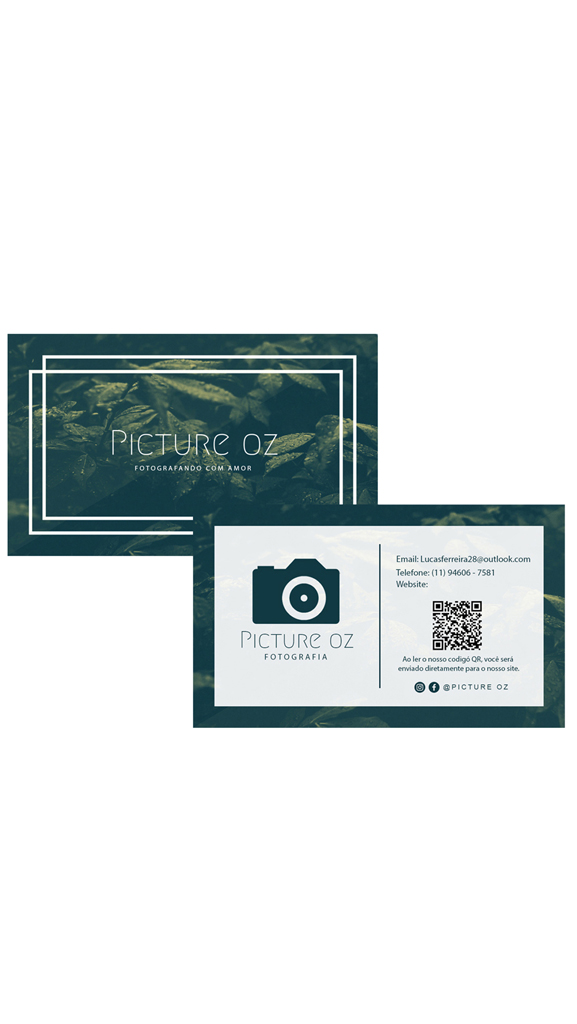 Picture oz
FOTOGRAFANDO COM AMOR
Picture oz
FOTOGRAFIA
Email: Lucasferreira28@outlook.com
Telefone: (11) 94606 - 7581
Website:
Ao ler o nosso codigó QR, você será
enviado diretamente para o nosso site.
@PICTURE OZ